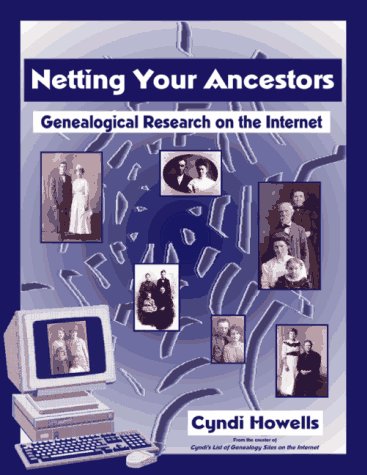 Netting Your Ancestors
Genealogical Research on the Internet
Cyndi Howells
From the creator of
Cyndi's List of Genealogy Sites on the Internet